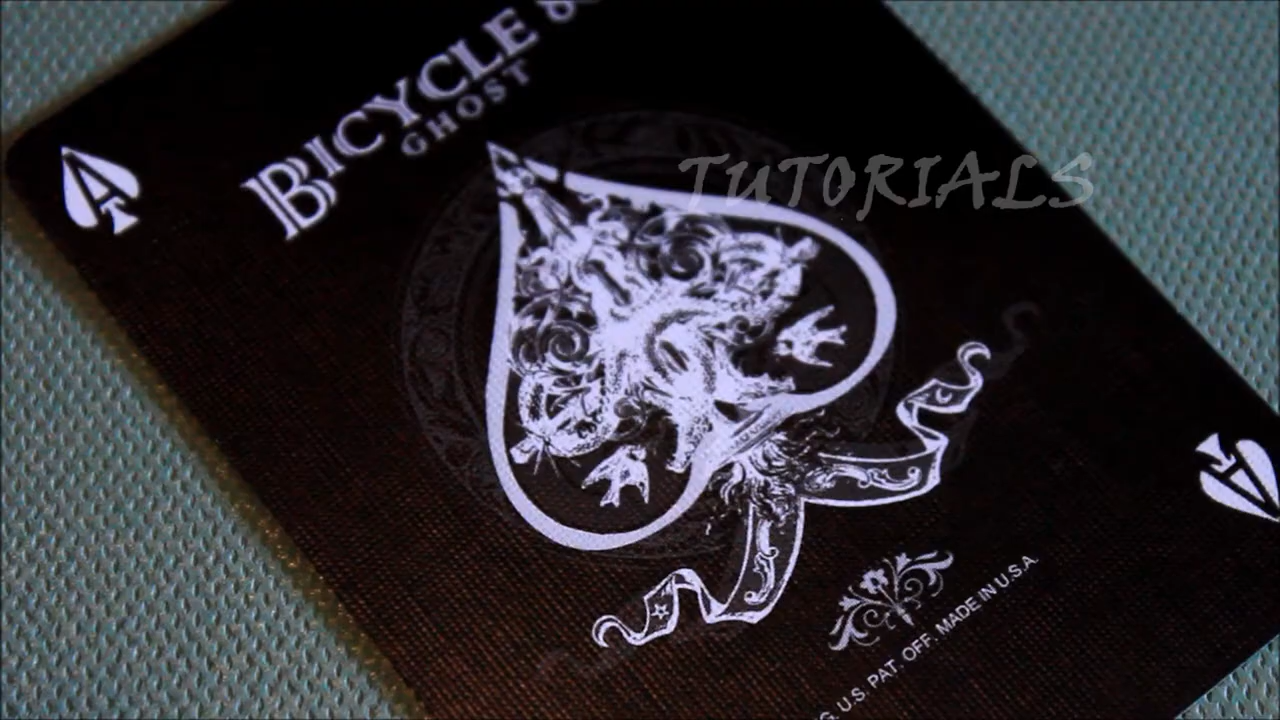 BICYCLE
GHOST
TUTORIALS
A
A
U.S. PAT. OFF. MADE IN U.S.A.